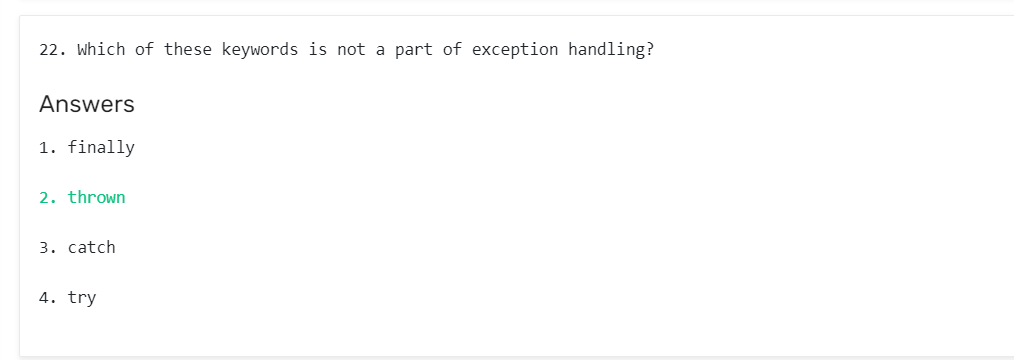 22. Which of these keywords is not a part of exception handling?
Answers
1. finally
2. thrown
3. catch
4. try